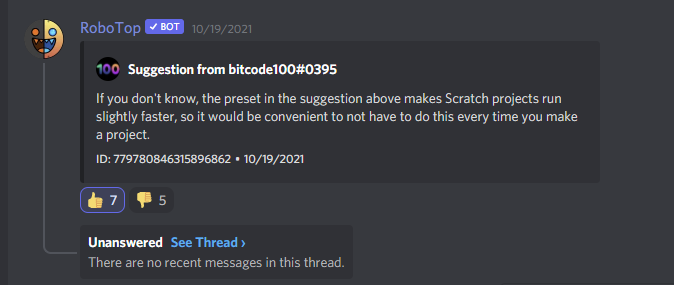 RoboTop ✓ BOT 10/19/2021
100 Suggestion from bitcode100#0395
If you don't know, the preset in the suggestion above makes Scratch projects run
slightly faster, so it would be convenient to not have to do this every time you make
a project.
ID: 779780846315896862 • 10/19/2021
👍 7 👎 5
Unanswered See Thread ›
There are no recent messages in this thread.